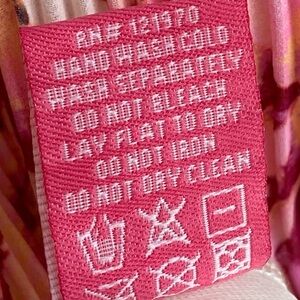 RN# 121970
HAND WASH COLD
WASH SEPARATELY
DO NOT BLEACH
LAY FLAT TO DRY
DO NOT IRON
DO NOT DRY CLEAN